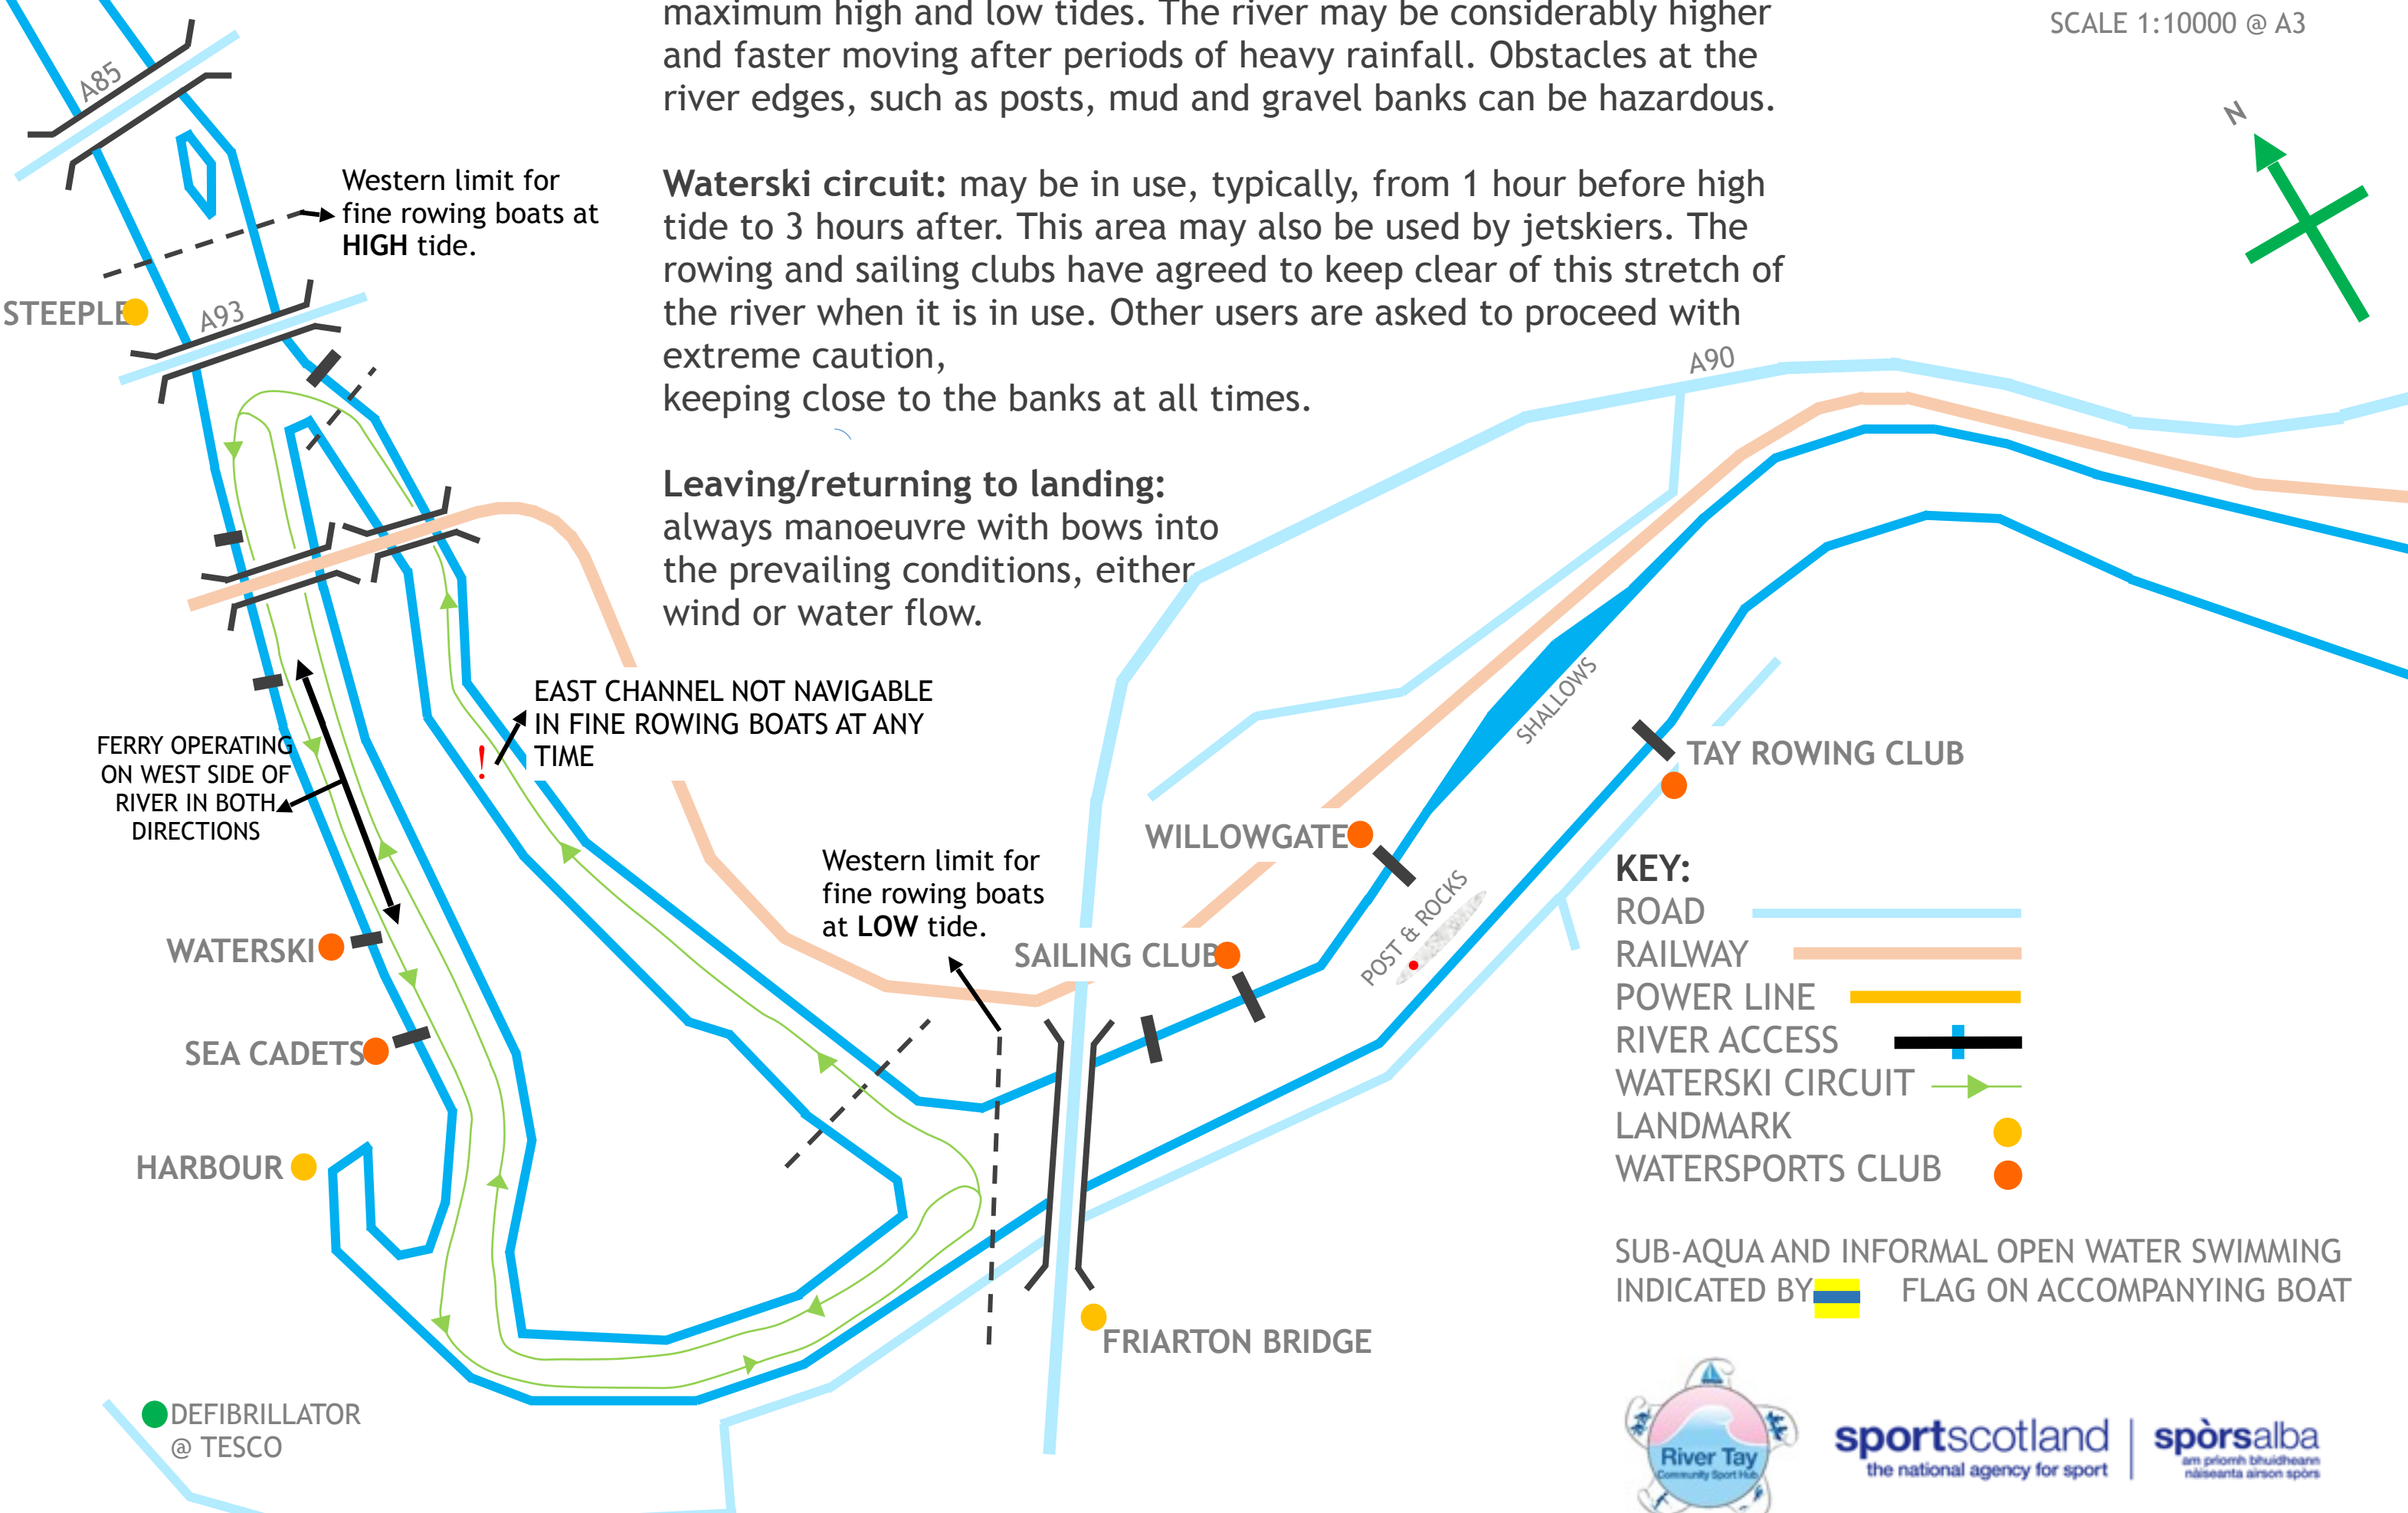 maximum high and low tides. The river may be considerably higher
and faster moving after periods of heavy rainfall. Obstacles at the
river edges, such as posts, mud and gravel banks can be hazardous.
SCALE 1:10000 @ A3
N
A85
Western limit for
fine rowing boats at
HIGH tide.
Waterski circuit: may be in use, typically, from 1 hour before high
tide to 3 hours after. This area may also be used by jetskiers. The
rowing and sailing clubs have agreed to keep clear of this stretch of
the river when it is in use. Other users are asked to proceed with
extreme caution,
keeping close to the banks at all times.
STEEPLE
A93
A90
Leaving/returning to landing:
always manoeuvre with bows into
the prevailing conditions, either
wind or water flow.
EAST CHANNEL NOT NAVIGABLE
IN FINE ROWING BOATS AT ANY
TIME
!
FERRY OPERATING
ON WEST SIDE OF
RIVER IN BOTH
DIRECTIONS
SHALLOWS
TAY ROWING CLUB
WILLOWGATE
Western limit for
fine rowing boats
at LOW tide.
POST & ROCKS
SAILING CLUB
WATERSKI
SEA CADETS
HARBOUR
FRIARTON BRIDGE
DEFIBRILLATOR
@ TESCO
KEY:
ROAD
RAILWAY
POWER LINE
RIVER ACCESS
WATERSKI CIRCUIT
LANDMARK
WATERSPORTS CLUB
SUB-AQUA AND INFORMAL OPEN WATER SWIMMING
INDICATED BY FLAG ON ACCOMPANYING BOAT
River Tay
Community Sport Hub
sportscotland
the national agency for sport
spòrsalba
am prìomh bhuidheann
nàiseanta airson spòrs